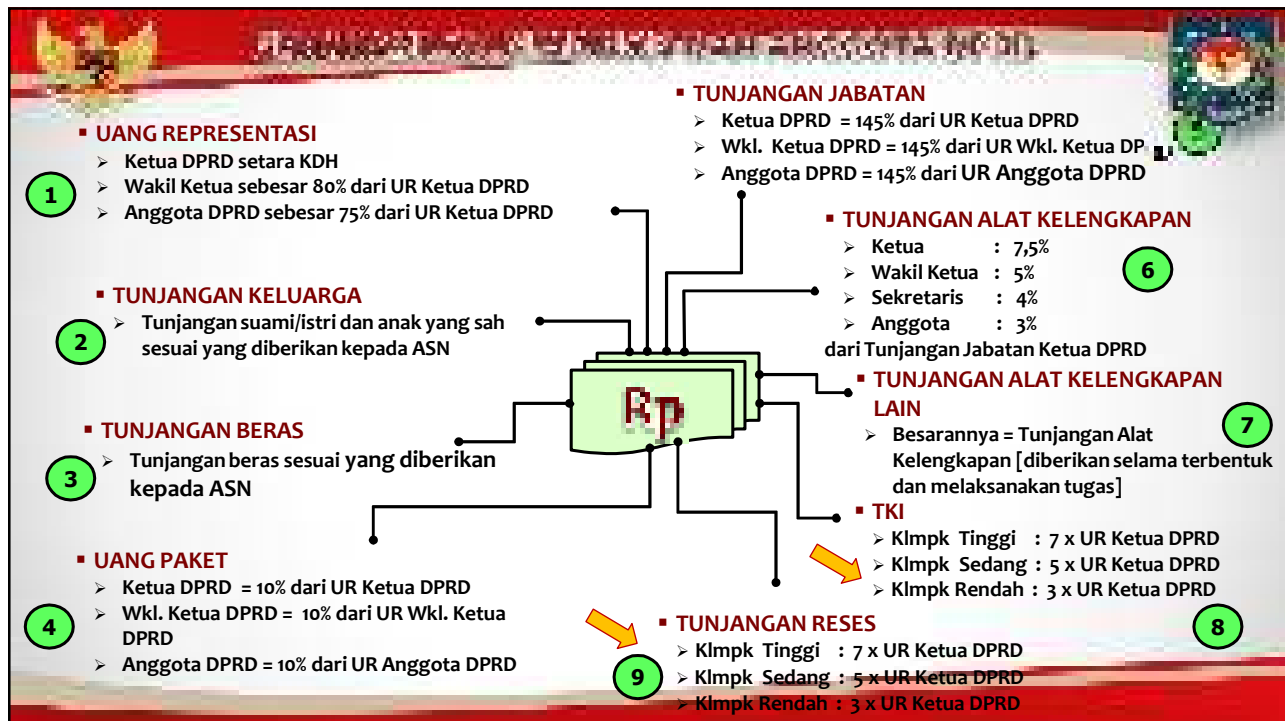 ▪ UANG REPRESENTASI
➢ Ketua DPRD setara KDH
➢ Wakil Ketua sebesar 80% dari UR Ketua DPRD
➢ Anggota DPRD sebesar 75% dari UR Ketua DPRD
1
▪ TUNJANGAN KELUARGA
➢ Tunjangan suami/istri dan anak yang sah
sesuai yang diberikan kepada ASN
2
▪ TUNJANGAN BERAS
➢ Tunjangan beras sesuai yang diberikan
kepada ASN
3
▪ UANG PAKET
➢ Ketua DPRD = 10% dari UR Ketua DPRD
➢ Wkl. Ketua DPRD = 10% dari UR Wkl. Ketua
DPRD
➢ Anggota DPRD = 10% dari UR Anggota DPRD
4
▪ TUNJANGAN JABATAN
➢ Ketua DPRD = 145% dari UR Ketua DPRD
➢ Wkl. Ketua DPRD = 145% dari UR Wkl. Ketua DP
➢ Anggota DPRD = 145% dari UR Anggota DPRD
▪ TUNJANGAN ALAT KELENGKAPAN
➢ Ketua : 7,5%
➢ Wakil Ketua : 5%
➢ Sekretaris : 4%
➢ Anggota : 3%
dari Tunjangan Jabatan Ketua DPRD
6
▪ TUNJANGAN ALAT KELENGKAPAN
LAIN
➢ Besarannya = Tunjangan Alat
Kelengkapan [diberikan selama terbentuk
dan melaksanakan tugas]
7
▪ TKI
➢ Klmpk Tinggi : 7 x UR Ketua DPRD
➢ Klmpk Sedang : 5 x UR Ketua DPRD
➢ Klmpk Rendah : 3 x UR Ketua DPRD
8
▪ TUNJANGAN RESES
➢ Klmpk Tinggi : 7 x UR Ketua DPRD
➢ Klmpk Sedang : 5 x UR Ketua DPRD
➢ Klmpk Rendah : 3 x UR Ketua DPRD
9
Rp